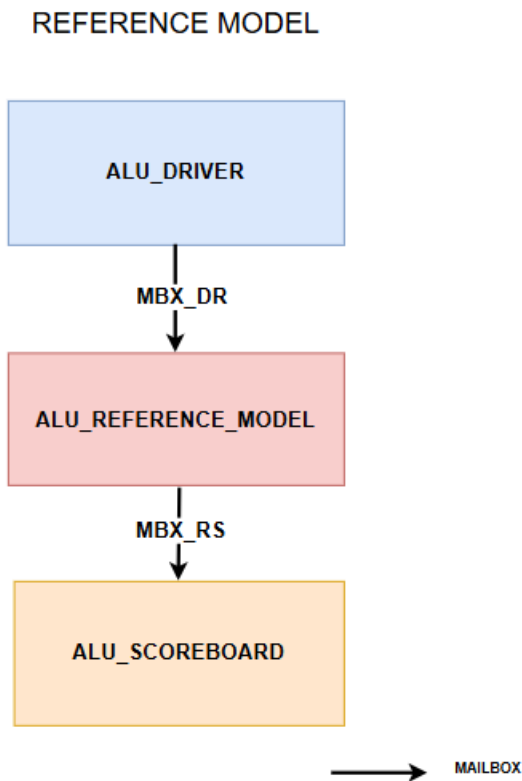 REFERENCE MODEL
ALU_DRIVER
MBX_DR
ALU_REFERENCE_MODEL
MBX_RS
ALU_SCOREBOARD
MAILBOX